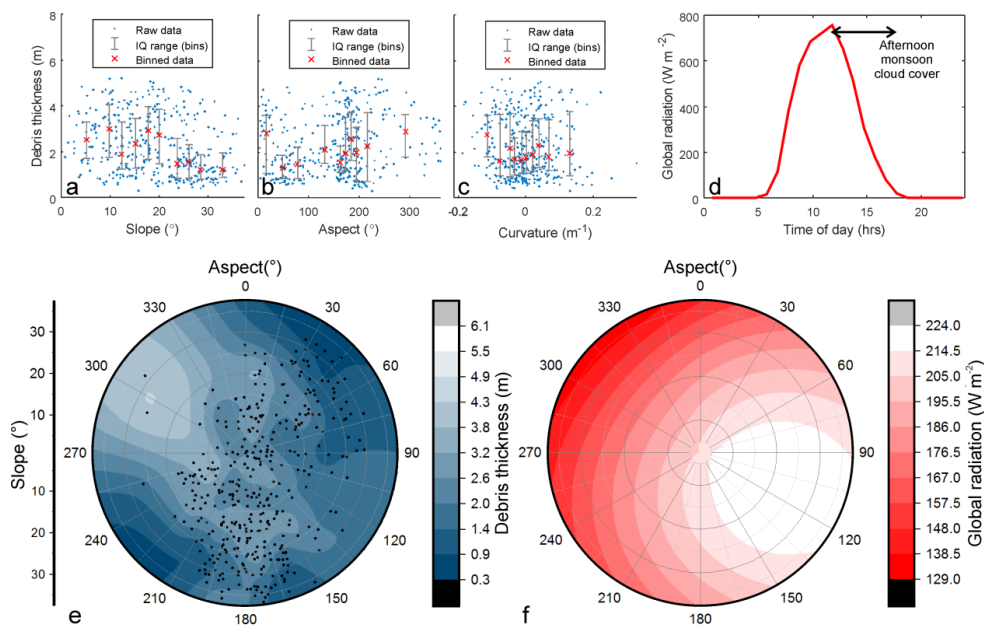 Raw data
IQ range (bins)
Binned data
Debris thickness (m)
8
6
4
2
0
a
0 10 20 30
Slope (°)
Raw data
IQ range (bins)
Binned data
b
0 100 200 300
Aspect (°)
Raw data
IQ range (bins)
Binned data
c
-0.2 0 0.2
Curvature (m⁻¹)
Global radiation (W m⁻²)
800
600
400
200
0
Afternoon
monsoon
cloud cover
d
0 5 10 15 20
Time of day (hrs)
Aspect(°)
0
30
60
90
120
150
180
210
240
270
300
330
Slope (°)
30
20
10
10
20
30
e
Debris thickness (m)
6.1
5.5
4.9
4.3
3.7
3.2
2.6
2.0
1.4
0.9
0.3
Aspect(°)
0
30
60
90
120
150
180
210
240
270
300
330
f
Global radiation (W m⁻²)
224.0
214.5
205.0
195.5
186.0
176.5
167.0
157.5
148.0
138.5
129.0